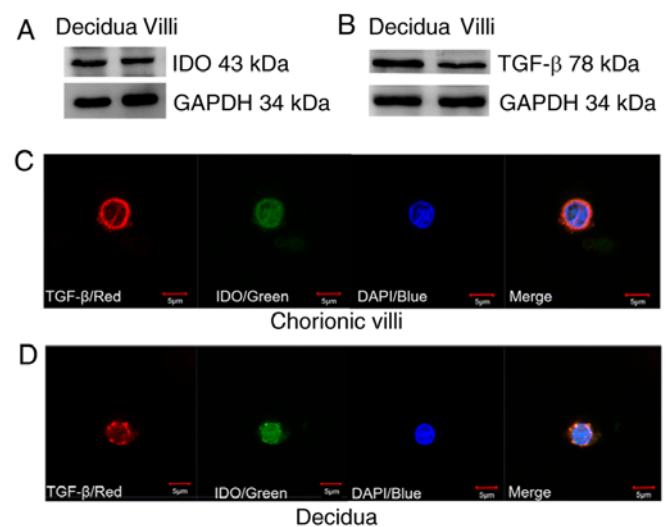 A
Decidua Villi
IDO 43 kDa
GAPDH 34 kDa
B
Decidua Villi
TGF-β 78 kDa
GAPDH 34 kDa
C
TGF-β/Red 5μm IDO/Green 5μm DAPI/Blue 5μm Merge 5μm
Chorionic villi
D
TGF-β/Red 5μm IDO/Green 5μm DAPI/Blue 5μm Merge 5μm
Decidua